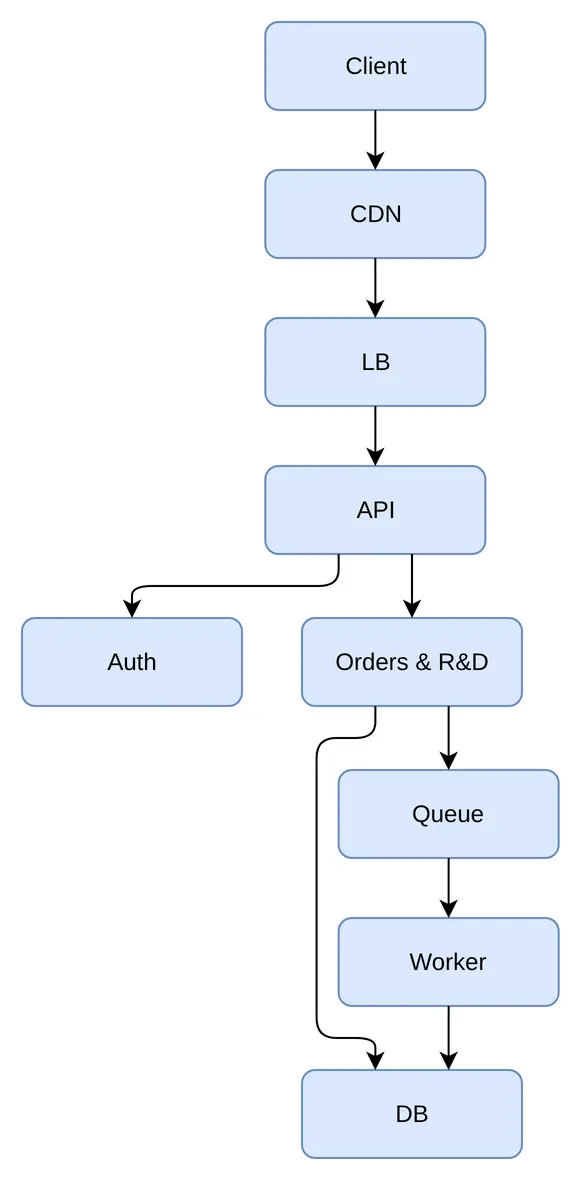 Client
CDN
LB
API
Auth
Orders & R&D
Queue
Worker
DB